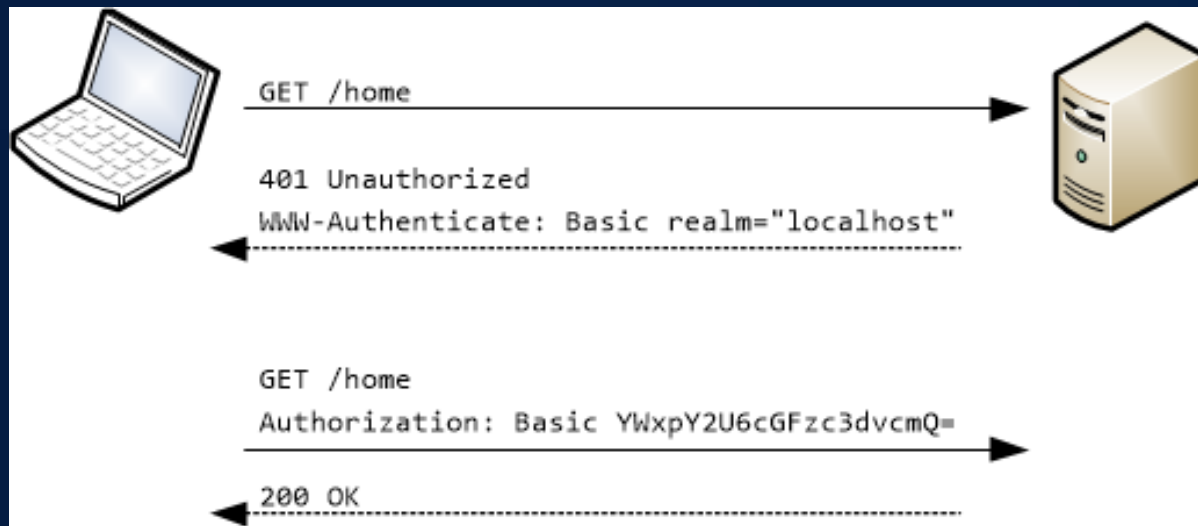 GET /home
401 Unauthorized
WWW-Authenticate: Basic realm="localhost"
GET /home
Authorization: Basic YWxpY2U6cGFzc3dvcmQ=
200 OK